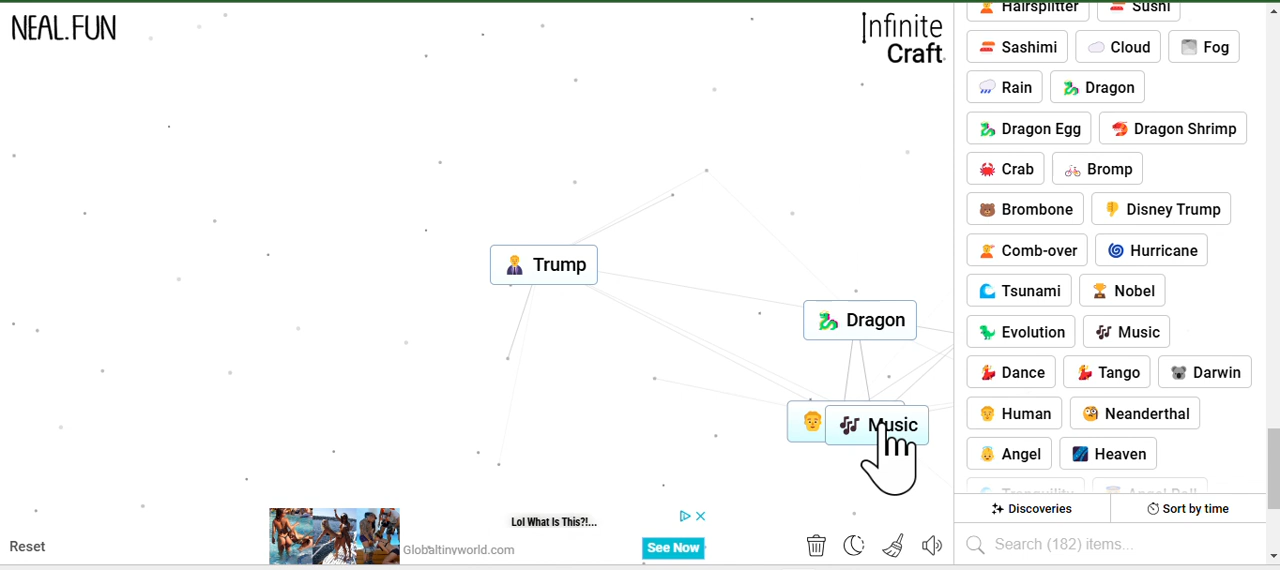 NEAL.FUN
Infinite
Craft
Hairsplitter
Sushi
Sashimi
Cloud
Fog
Rain
Dragon
Dragon Egg
Dragon Shrimp
Crab
Bromp
Brombone
Disney Trump
Comb-over
Hurricane
Tsunami
Nobel
Evolution
Music
Dance
Tango
Darwin
Human
Neanderthal
Angel
Heaven
Tranquility
Trump
Dragon
Music
Discoveries
Sort by time
Search (182) items...
Reset
Lol What Is This?!...
Globaltinyworld.com
See Now